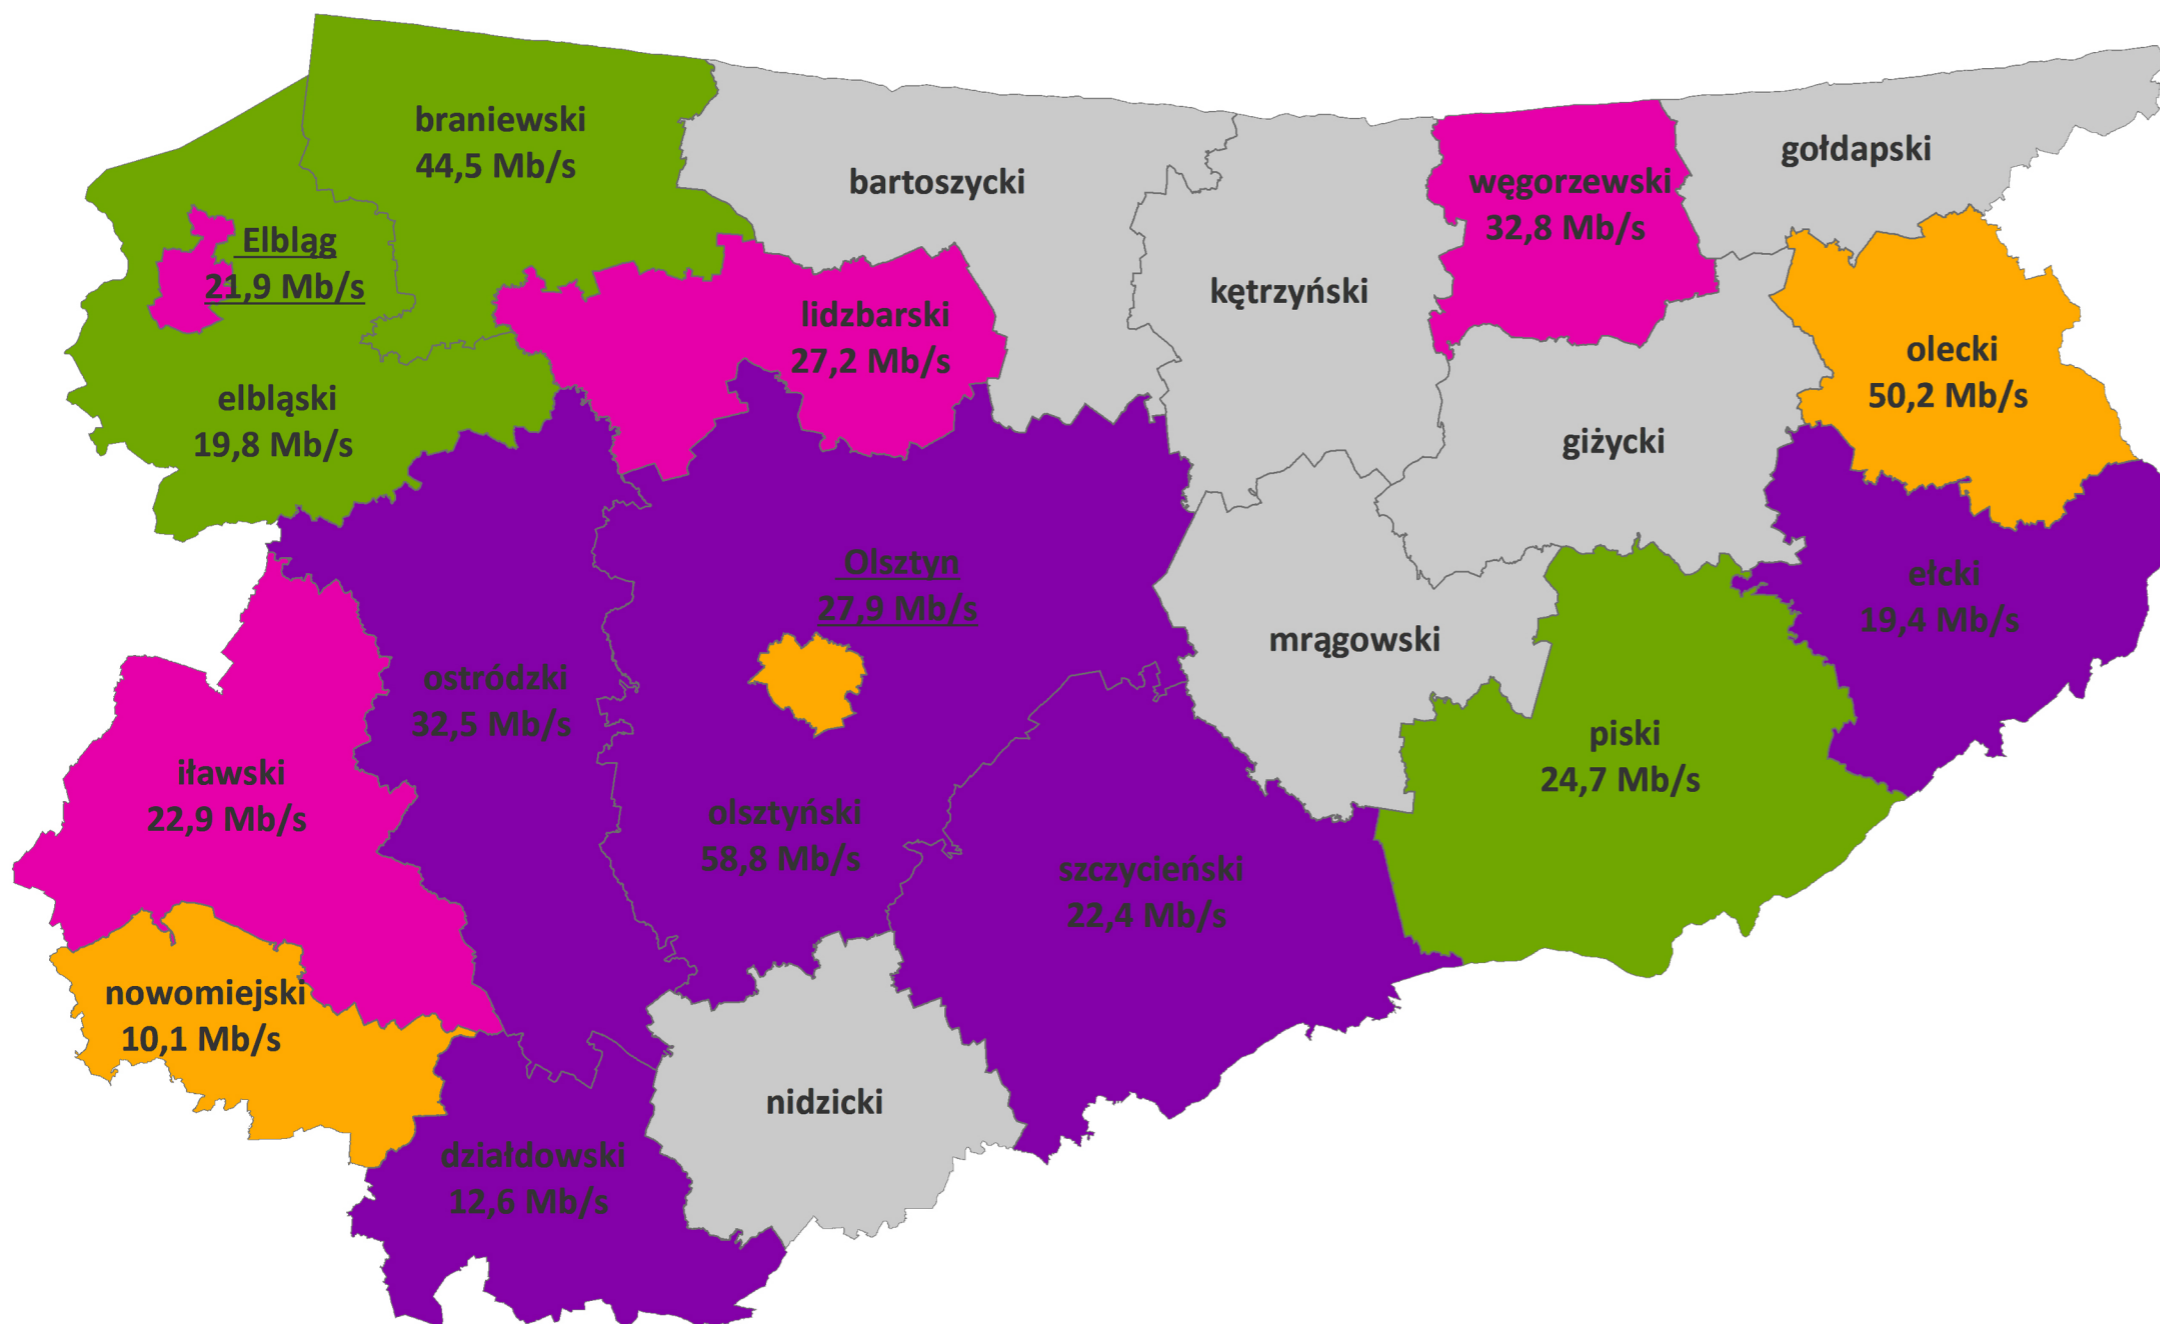 braniewski
44,5 Mb/s
bartoszycki
gołdapski
węgorzewski
32,8 Mb/s
Elbląg
21,9 Mb/s
kętrzyński
lidzbarski
27,2 Mb/s
olecki
50,2 Mb/s
elbląski
19,8 Mb/s
giżycki
Olsztyn
27,9 Mb/s
ełcki
19,4 Mb/s
mrągowski
ostródzki
32,5 Mb/s
piski
24,7 Mb/s
iławski
22,9 Mb/s
olsztyński
58,8 Mb/s
szczycieński
22,4 Mb/s
nowomiejski
10,1 Mb/s
nidzicki
działdowski
12,6 Mb/s